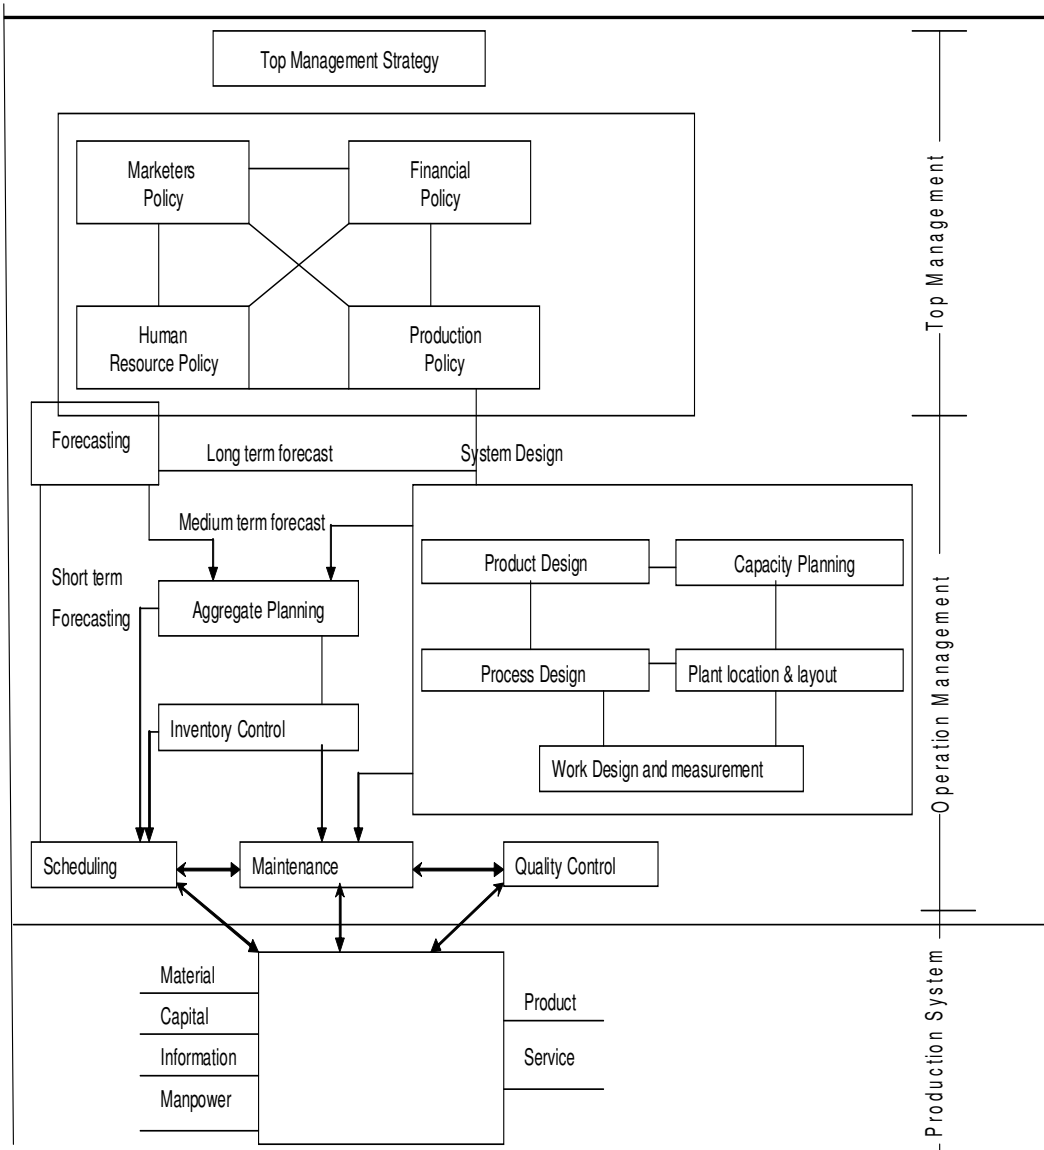 Top Management Strategy
Marketers
Policy
Financial
Policy
Human
Resource Policy
Production
Policy
Top Management
Forecasting
Long term forecast
System Design
Medium term forecast
Short term
Forecasting
Aggregate Planning
Product Design
Capacity Planning
Process Design
Plant location & layout
Inventory Control
Work Design and measurement
Operation Management
Scheduling
Maintenance
Quality Control
Material
Capital
Information
Manpower
Product
Service
Production System